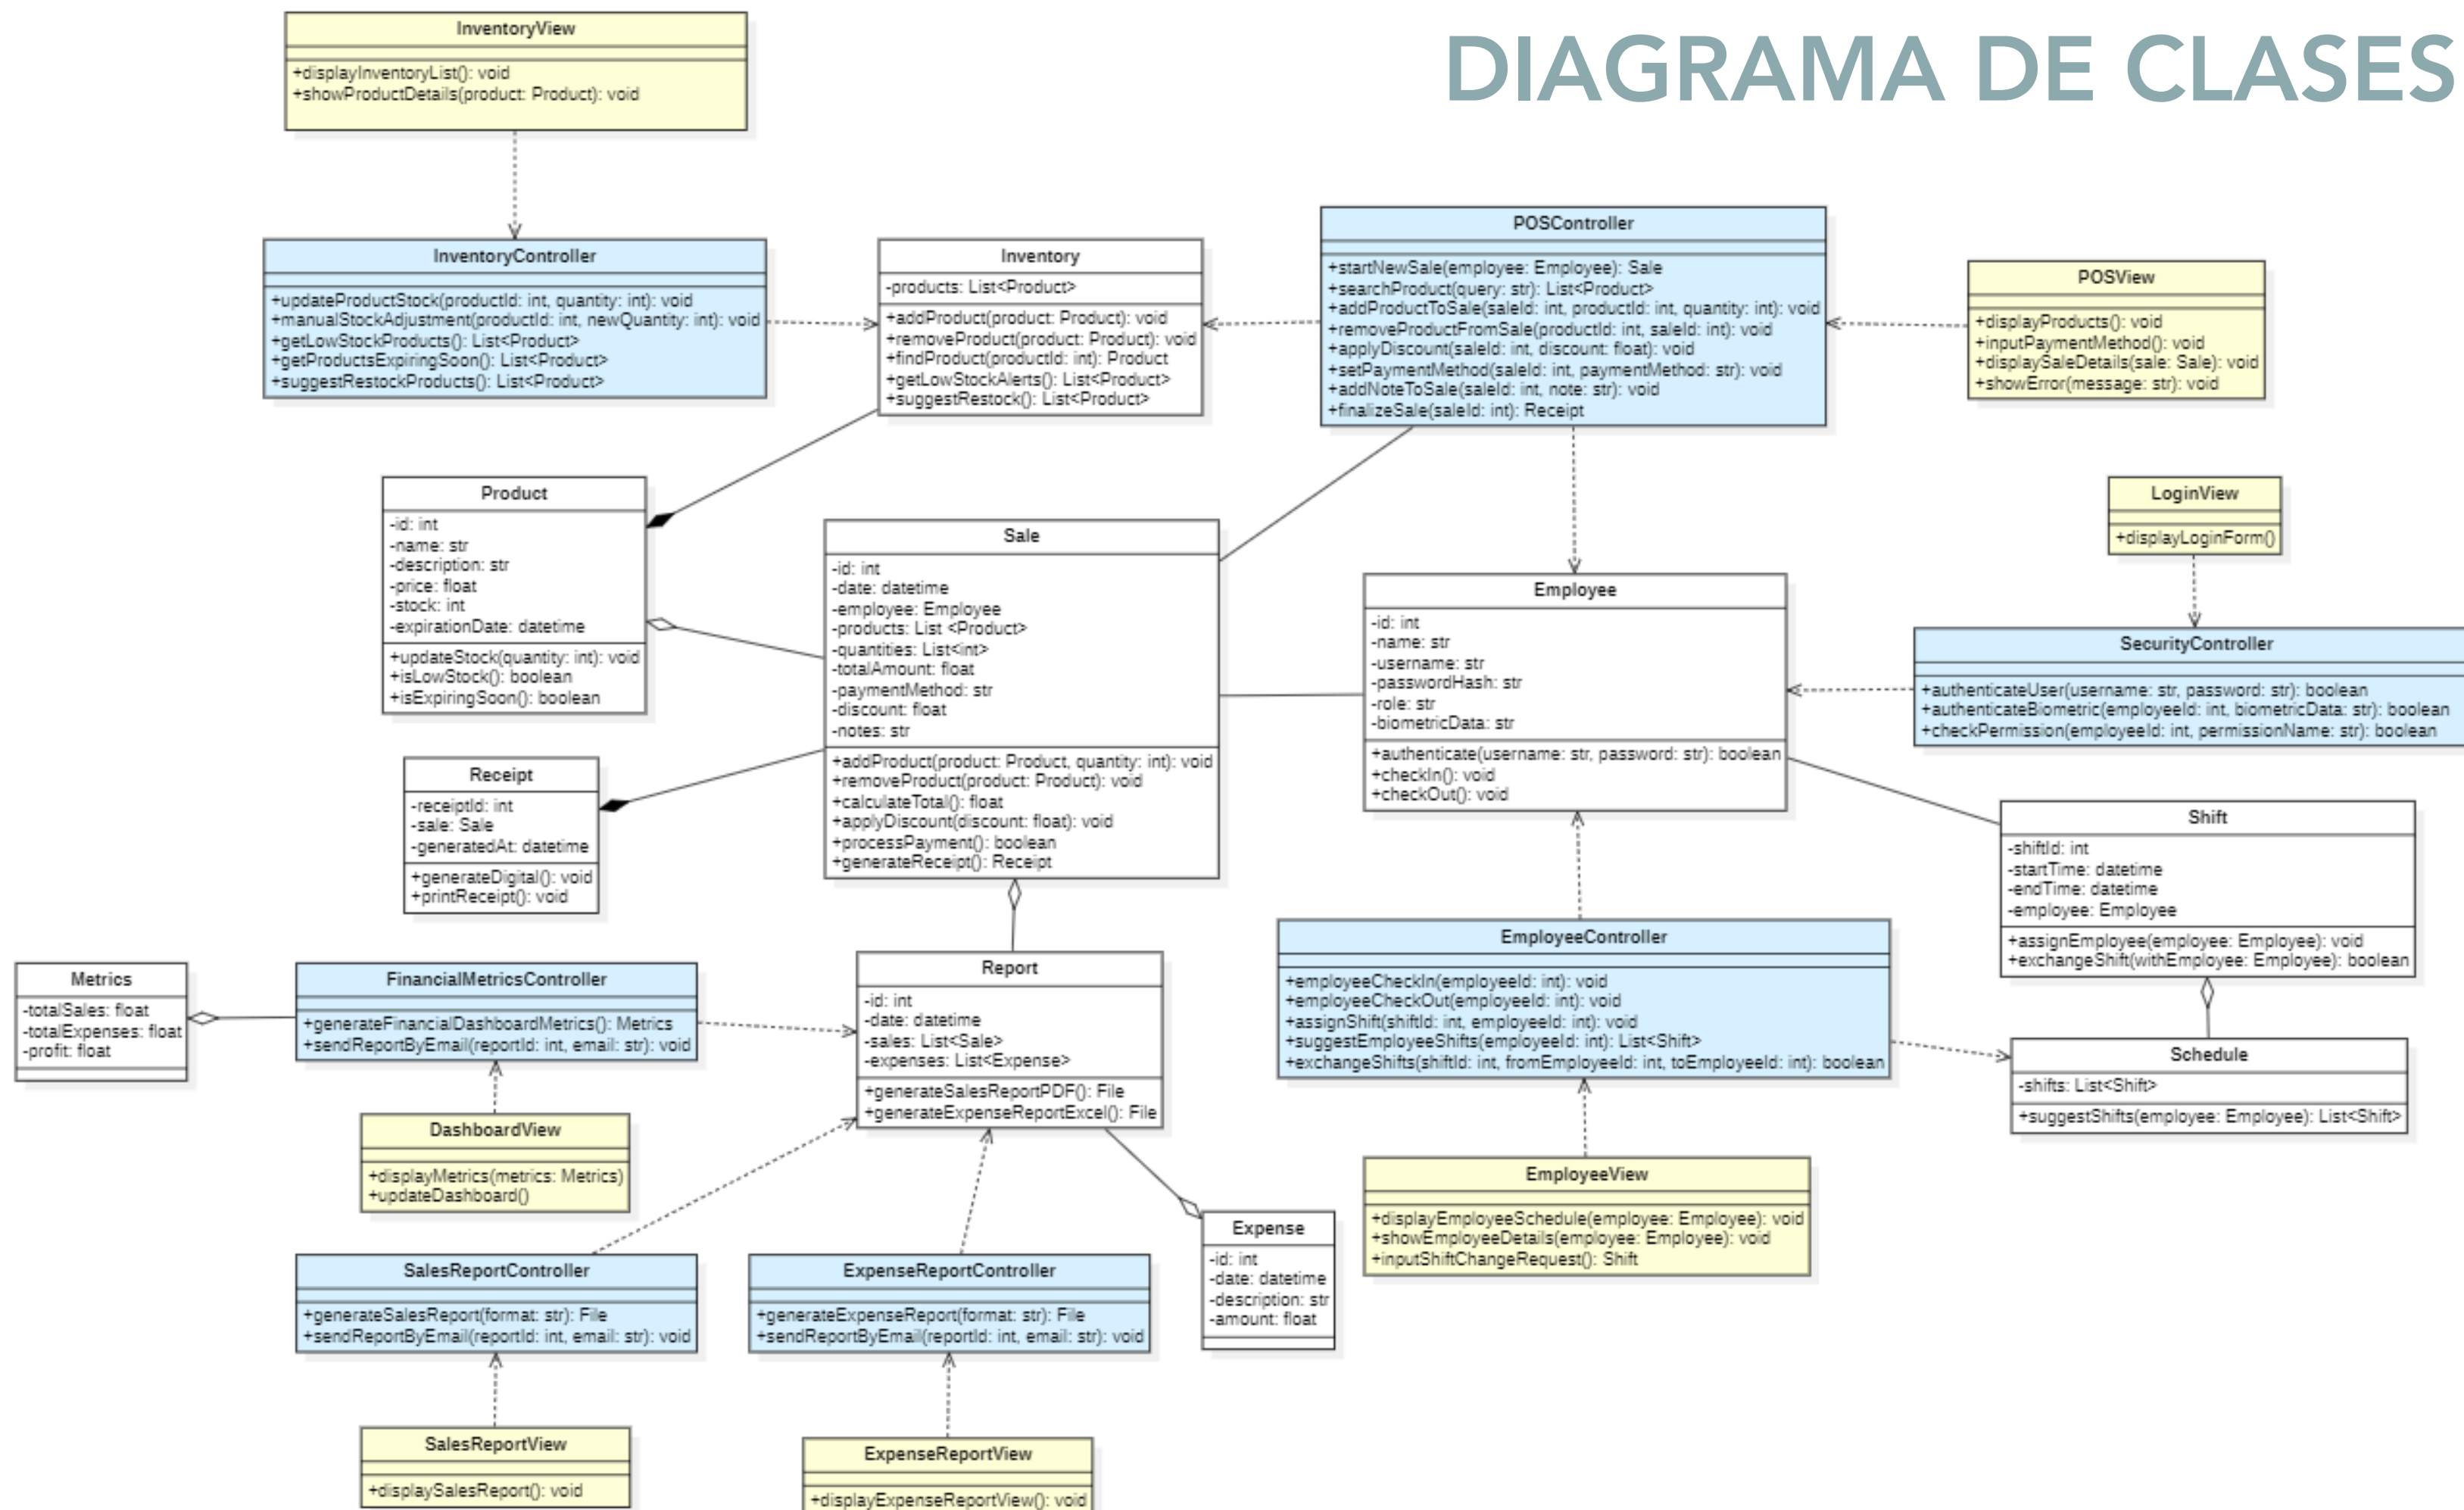 DIAGRAMA DE CLASES
InventoryView
+displayInventoryList(): void
+showProductDetails(product: Product): void
InventoryController
+updateProductStock(productId: int, quantity: int): void
+manualStockAdjustment(productId: int, newQuantity: int): void
+getLowStockProducts(): List<Product>
+getProductsExpiringSoon(): List<Product>
+suggestRestockProducts(): List<Product>
Inventory
-products: List<Product>
+addProduct(product: Product): void
+removeProduct(product: Product): void
+findProduct(productId: int): Product
+getLowStockAlerts(): List<Product>
+suggestRestock(): List<Product>
POSController
+startNewSale(employee: Employee): Sale
+searchProduct(query: str): List<Product>
+addProductToSale(saleId: int, productId: int, quantity: int): void
+removeProductFromSale(productId: int, saleId: int): void
+applyDiscount(saleId: int, discount: float): void
+setPaymentMethod(saleId: int, paymentMethod: str): void
+addNoteToSale(saleId: int, note: str): void
+finalizeSale(saleId: int): Receipt
POSView
+displayProducts(): void
+inputPaymentMethod(): void
+displaySaleDetails(sale: Sale): void
+showError(message: str): void
Product
-id: int
-name: str
-description: str
-price: float
-stock: int
-expirationDate: datetime
+updateStock(quantity: int): void
+isLowStock(): boolean
+isExpiringSoon(): boolean
Sale
-id: int
-date: datetime
-employee: Employee
-products: List <Product>
-quantities: List<int>
-totalAmount: float
-paymentMethod: str
-discount: float
-notes: str
+addProduct(product: Product, quantity: int): void
+removeProduct(product: Product): void
+calculateTotal(): float
+applyDiscount(discount: float): void
+processPayment(): boolean
+generateReceipt(): Receipt
Employee
-id: int
-name: str
-username: str
-passwordHash: str
-role: str
-biometricData: str
+authenticate(username: str, password: str): boolean
+checkIn(): void
+checkOut(): void
LoginView
+displayLoginForm()
SecurityController
+authenticateUser(username: str, password: str): boolean
+authenticateBiometric(employeeId: int, biometricData: str): boolean
+checkPermission(employeeId: int, permissionName: str): boolean
Receipt
-receiptId: int
-sale: Sale
-generatedAt: datetime
+generateDigital(): void
+printReceipt(): void
Shift
-shiftId: int
-startTime: datetime
-endTime: datetime
-employee: Employee
+assignEmployee(employee: Employee): void
+exchangeShift(withEmployee: Employee): boolean
Metrics
-totalSales: float
-totalExpenses: float
-profit: float
FinancialMetricsController
+generateFinancialDashboardMetrics(): Metrics
+sendReportByEmail(reportId: int, email: str): void
Report
-id: int
-date: datetime
-sales: List<Sale>
-expenses: List<Expense>
+generateSalesReportPDF(): File
+generateExpenseReportExcel(): File
EmployeeController
+employeeCheckIn(employeeId: int): void
+employeeCheckOut(employeeId: int): void
+assignShift(shiftId: int, employeeId: int): void
+suggestEmployeeShifts(employeeId: int): List<Shift>
+exchangeShifts(shiftId: int, fromEmployeeId: int, toEmployeeId: int): boolean
Schedule
-shifts: List<Shift>
+suggestShifts(employee: Employee): List<Shift>
DashboardView
+displayMetrics(metrics: Metrics)
+updateDashboard()
EmployeeView
+displayEmployeeSchedule(employee: Employee): void
+showEmployeeDetails(employee: Employee): void
+inputShiftChangeRequest(): Shift
Expense
-id: int
-date: datetime
-description: str
-amount: float
SalesReportController
+generateSalesReport(format: str): File
+sendReportByEmail(reportId: int, email: str): void
ExpenseReportController
+generateExpenseReport(format: str): File
+sendReportByEmail(reportId: int, email: str): void
SalesReportView
+displaySalesReport(): void
ExpenseReportView
+displayExpenseReportView(): void